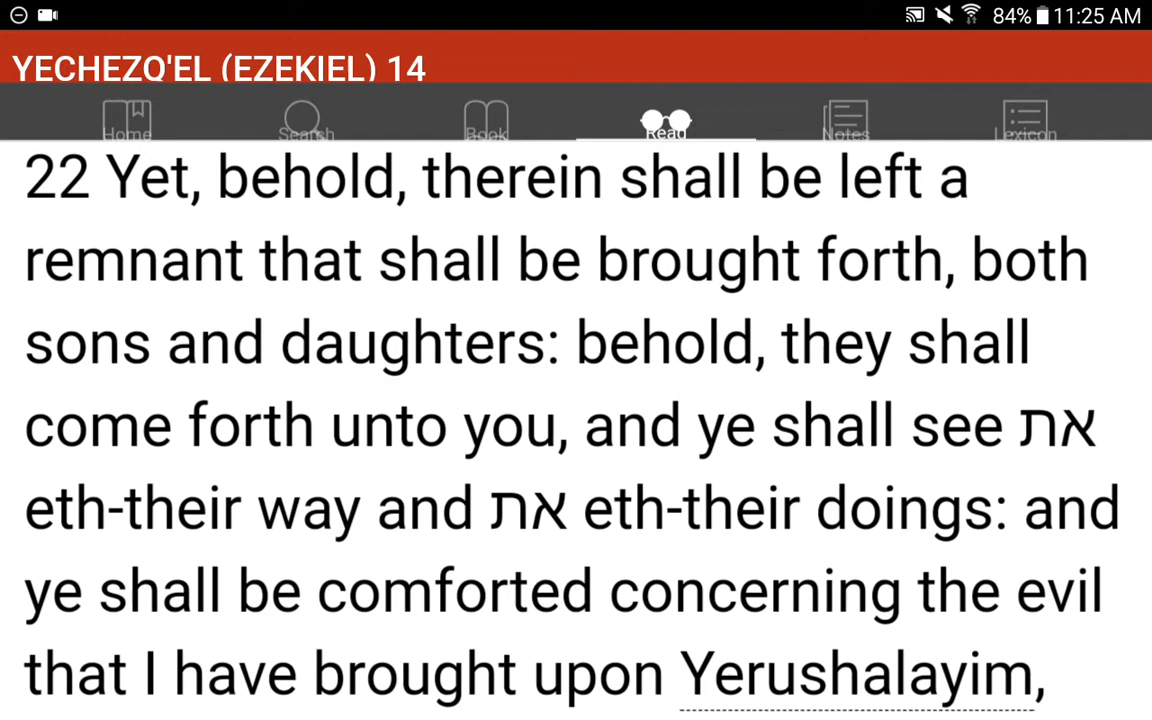 84% 11:25 AM
YECHEZQ'EL (EZEKIEL) 14
Home Search Book Read Notes Lexicon
22 Yet, behold, therein shall be left a
remnant that shall be brought forth, both
sons and daughters: behold, they shall
come forth unto you, and ye shall see את
eth-their way and את eth-their doings: and
ye shall be comforted concerning the evil
that I have brought upon Yerushalayim,